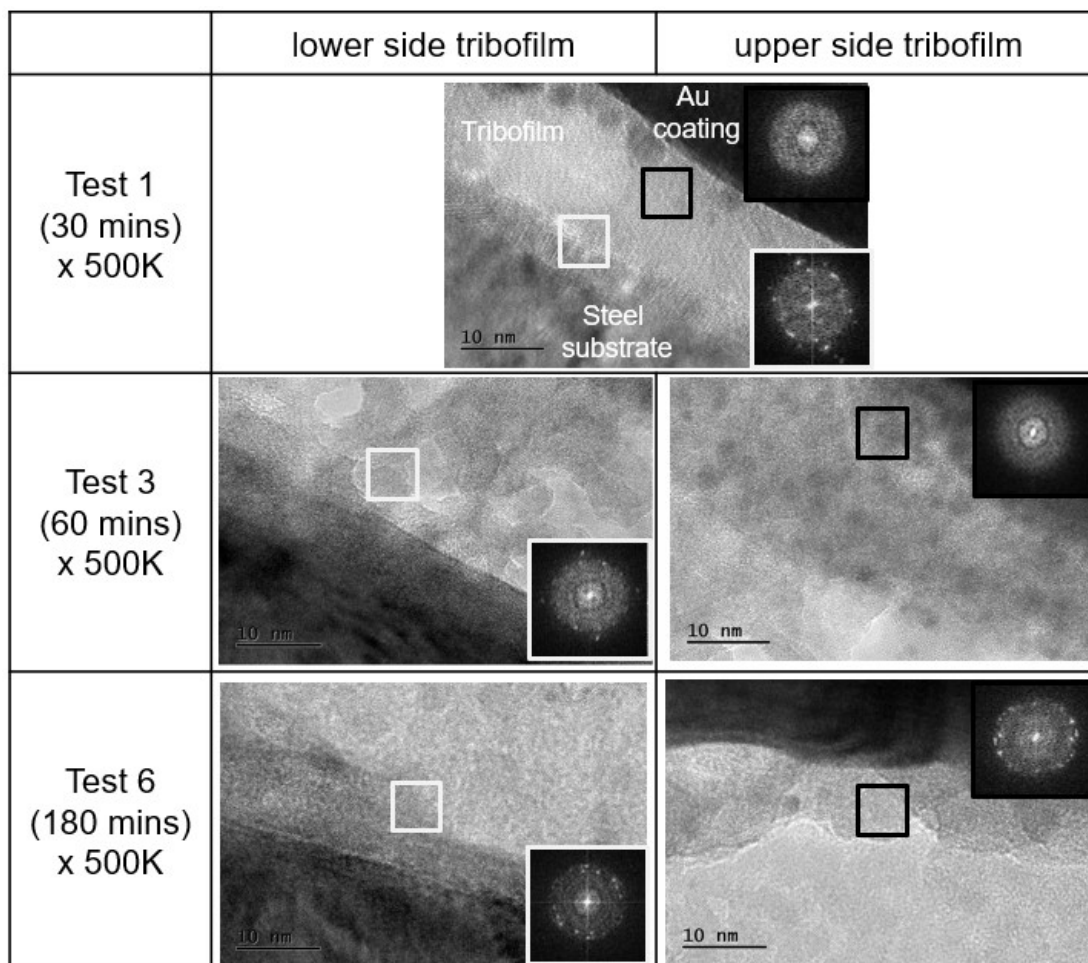 lower side tribofilm
upper side tribofilm
Test 1
(30 mins)
x 500K
Tribofilm
Au
coating
Steel
substrate
10 nm
Test 3
(60 mins)
x 500K
10 nm
10 nm
Test 6
(180 mins)
x 500K
10 nm
10 nm